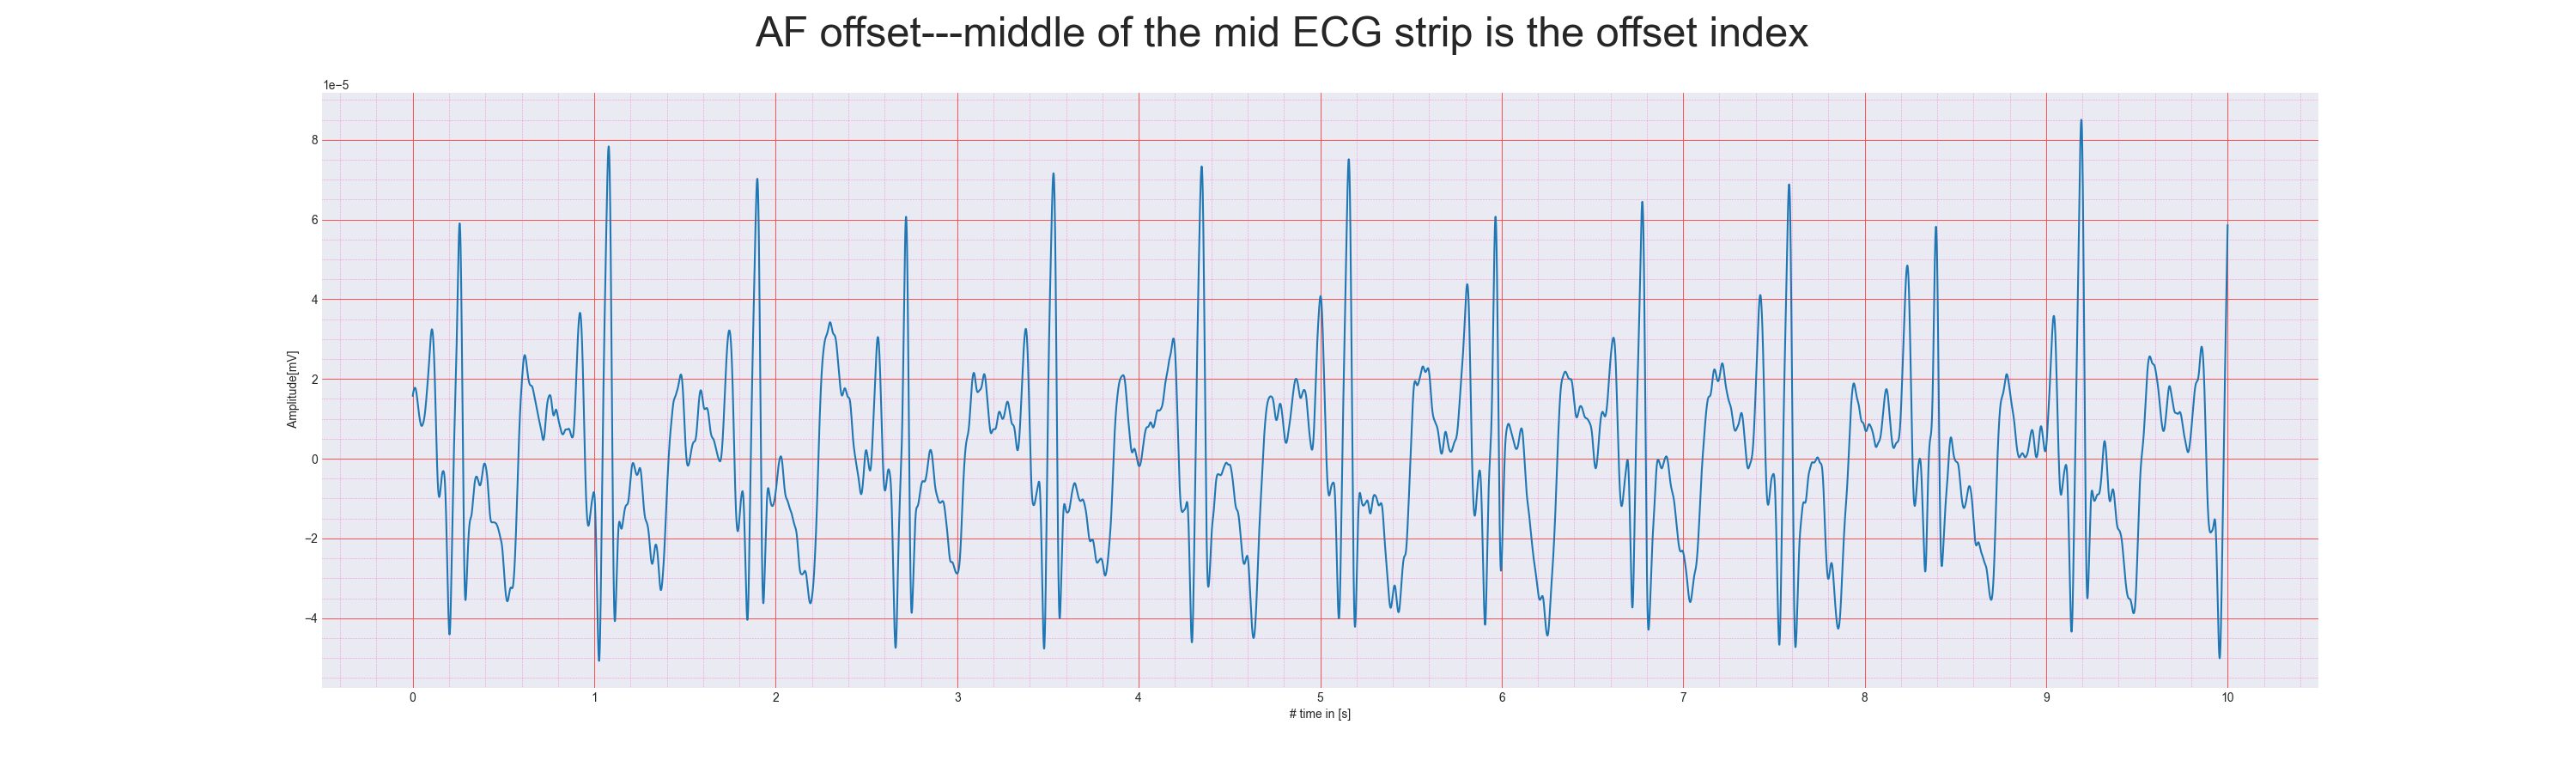 AF offset---middle of the mid ECG strip is the offset index
1e−5
8
6
4
2
0
−2
−4
Amplitude[mV]
0 1 2 3 4 5 6 7 8 9 10
# time in [s]